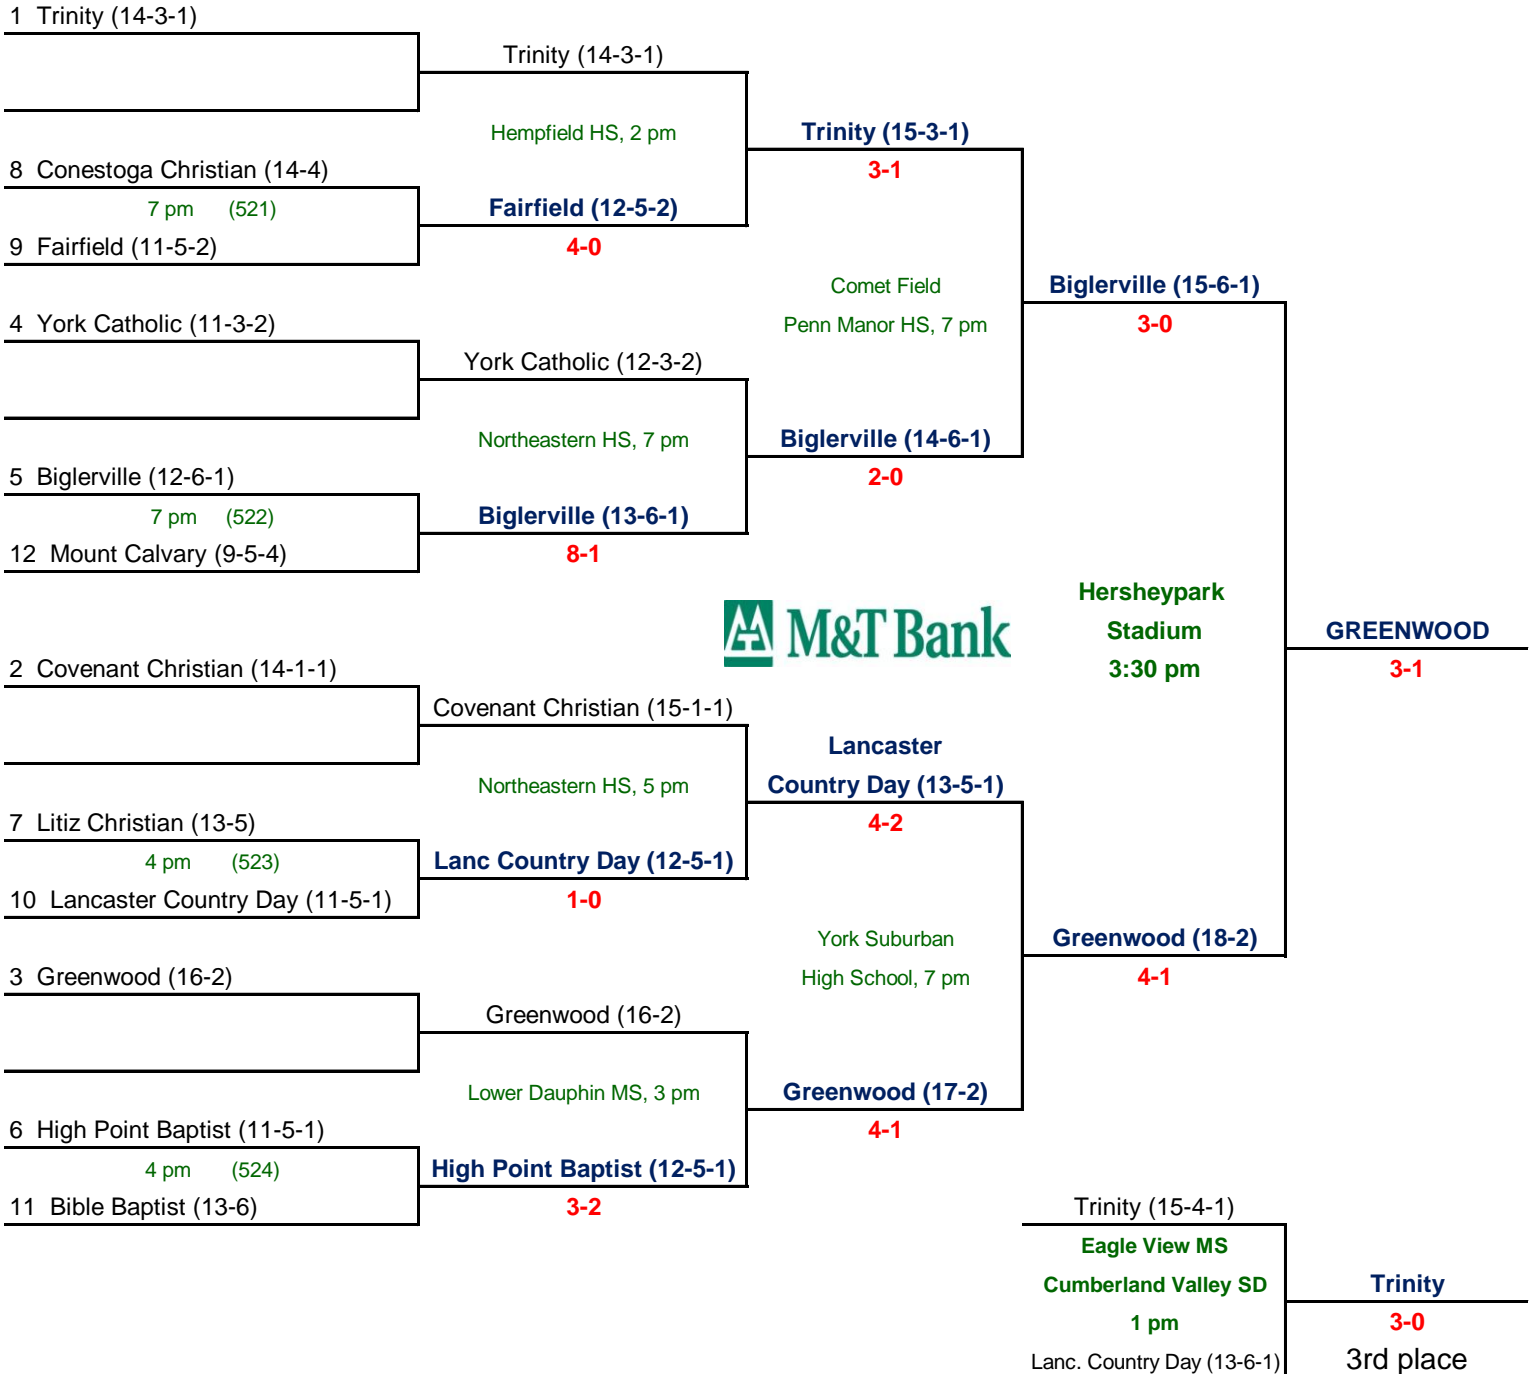 1 Trinity (14-3-1)
Trinity (14-3-1)
Hempfield HS, 2 pm
Trinity (15-3-1)
3-1
8 Conestoga Christian (14-4)
7 pm (521)
Fairfield (12-5-2)
9 Fairfield (11-5-2)
4-0
Comet Field
Penn Manor HS, 7 pm
Biglerville (15-6-1)
3-0
4 York Catholic (11-3-2)
York Catholic (12-3-2)
Northeastern HS, 7 pm
Biglerville (14-6-1)
2-0
5 Biglerville (12-6-1)
7 pm (522)
Biglerville (13-6-1)
12 Mount Calvary (9-5-4)
8-1
M&T Bank
Hersheypark
Stadium
3:30 pm
GREENWOOD
3-1
2 Covenant Christian (14-1-1)
Covenant Christian (15-1-1)
Northeastern HS, 5 pm
Lancaster
Country Day (13-5-1)
4-2
7 Litiz Christian (13-5)
4 pm (523)
Lanc Country Day (12-5-1)
10 Lancaster Country Day (11-5-1)
1-0
York Suburban
High School, 7 pm
Greenwood (18-2)
4-1
3 Greenwood (16-2)
Greenwood (16-2)
Lower Dauphin MS, 3 pm
Greenwood (17-2)
4-1
6 High Point Baptist (11-5-1)
4 pm (524)
High Point Baptist (12-5-1)
11 Bible Baptist (13-6)
3-2
Trinity (15-4-1)
Eagle View MS
Cumberland Valley SD
1 pm
Lanc. Country Day (13-6-1)
Trinity
3-0
3rd place